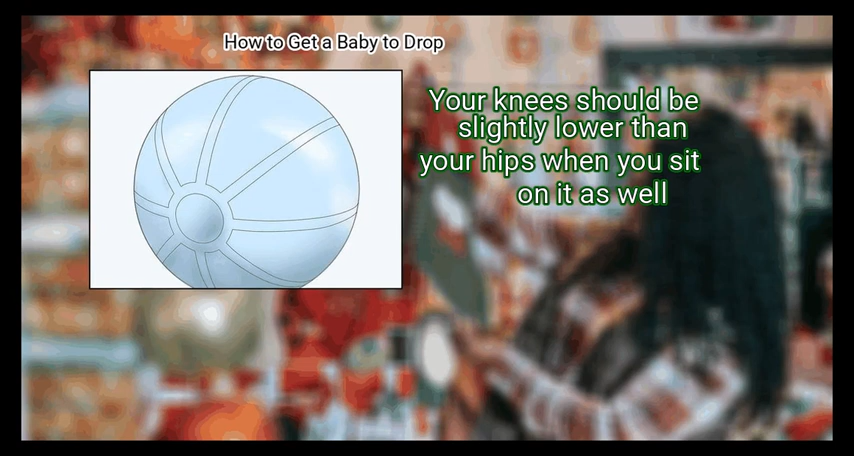 How to Get a Baby to Drop
Your knees should be
slightly lower than
your hips when you sit
on it as well